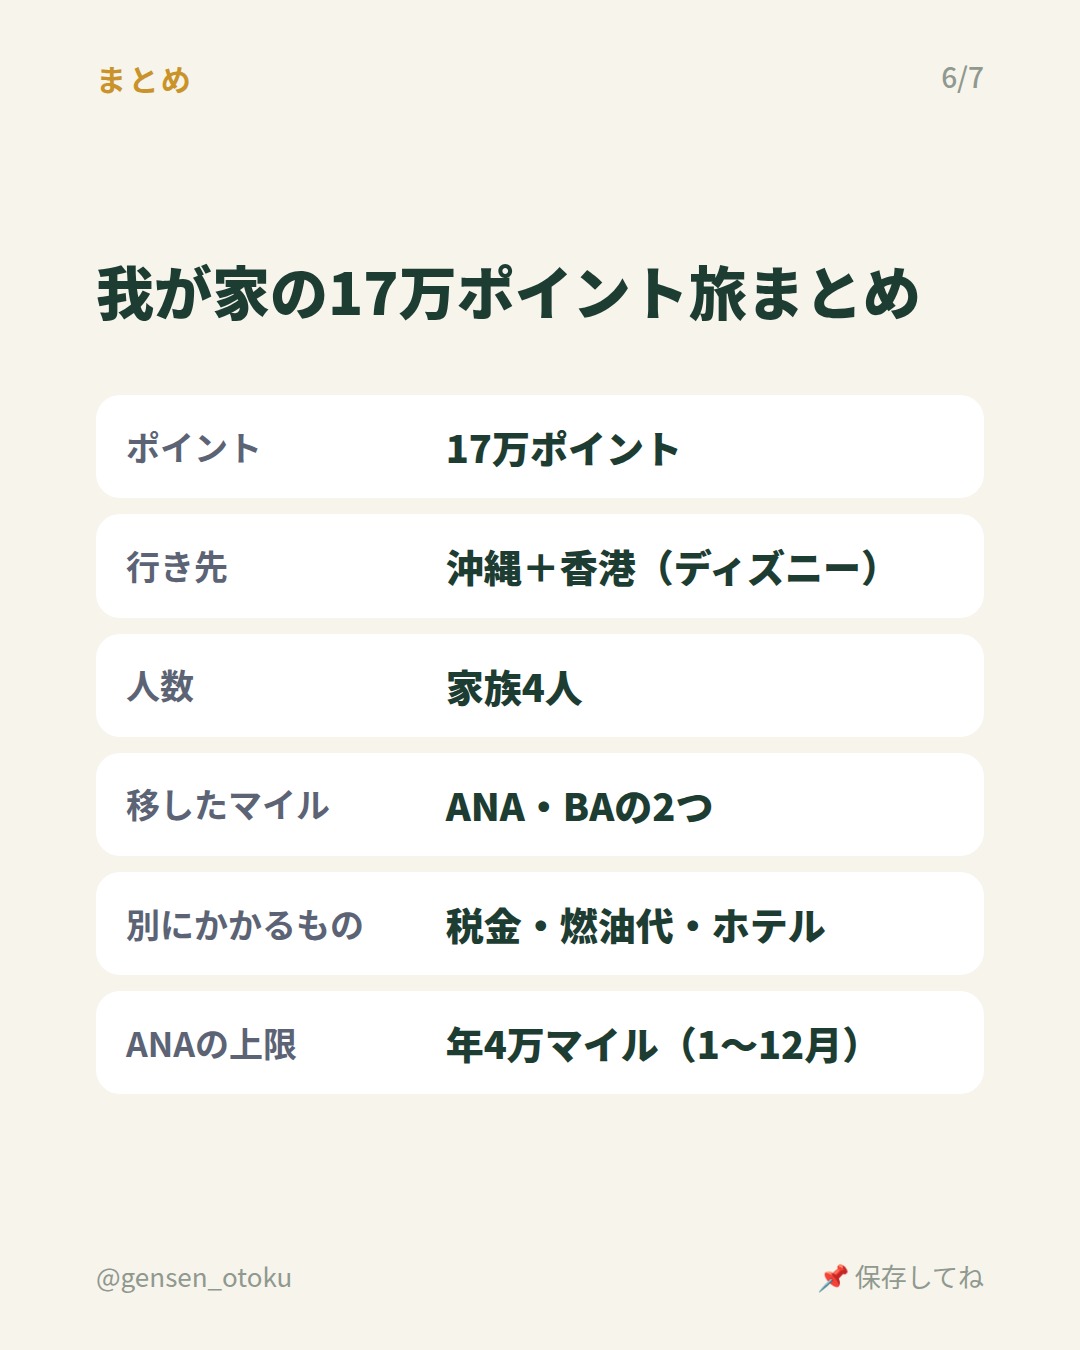 まとめ
6/7
我が家の17万ポイント旅まとめ
ポイント 17万ポイント
行き先 沖縄＋香港（ディズニー）
人数 家族4人
移したマイル ANA・BAの2つ
別にかかるもの 税金・燃油代・ホテル
ANAの上限 年4万マイル（1〜12月）
@gensen_otoku
📌 保存してね